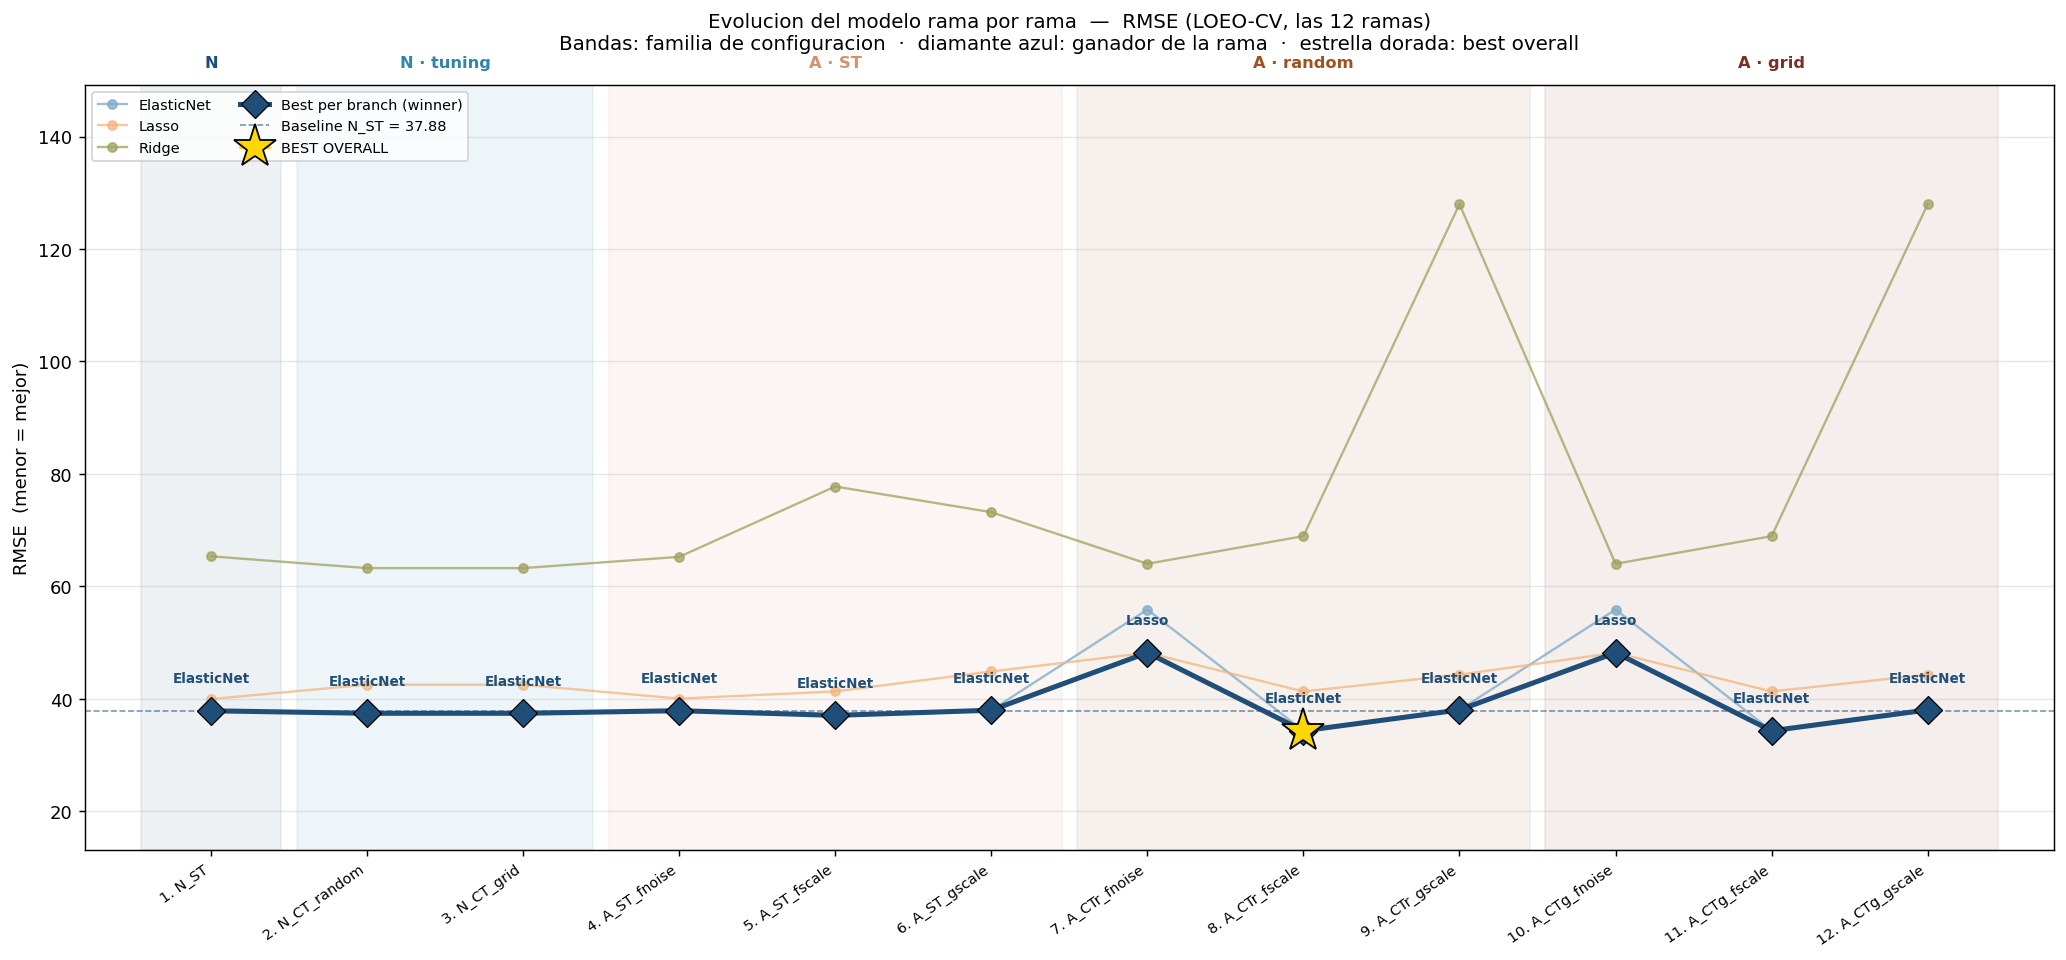 Evolucion del modelo rama por rama — RMSE (LOEO-CV, las 12 ramas)
Bandas: familia de configuracion · diamante azul: ganador de la rama · estrella dorada: best overall
N
N · tuning
A · ST
A · random
A · grid
ElasticNet
Lasso
Ridge
Best per branch (winner)
Baseline N_ST = 37.88
BEST OVERALL
RMSE (menor = mejor)
140
120
100
80
60
40
20
ElasticNet
ElasticNet
ElasticNet
ElasticNet
ElasticNet
ElasticNet
Lasso
ElasticNet
ElasticNet
Lasso
ElasticNet
ElasticNet
1. N_ST
2. N_CT_random
3. N_CT_grid
4. A_ST_fnoise
5. A_ST_fscale
6. A_ST_gscale
7. A_CTr_fnoise
8. A_CTr_fscale
9. A_CTr_gscale
10. A_CTg_fnoise
11. A_CTg_fscale
12. A_CTg_gscale